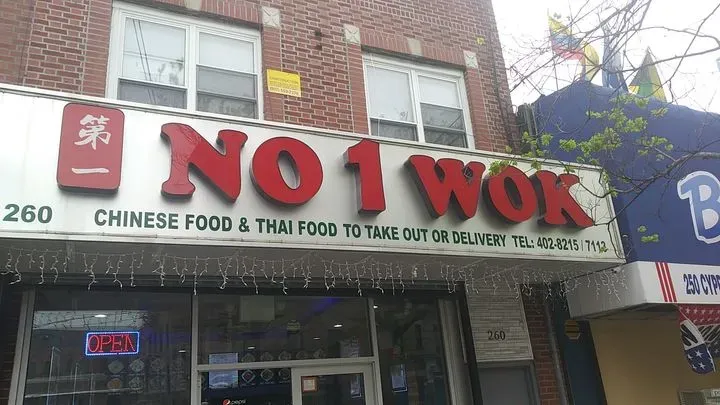 第
一
NO 1 WOK
260
CHINESE FOOD & THAI FOOD TO TAKE OUT OR DELIVERY TEL: 402-8215 / 7112
B
250 CYP
OPEN
260
pepsi